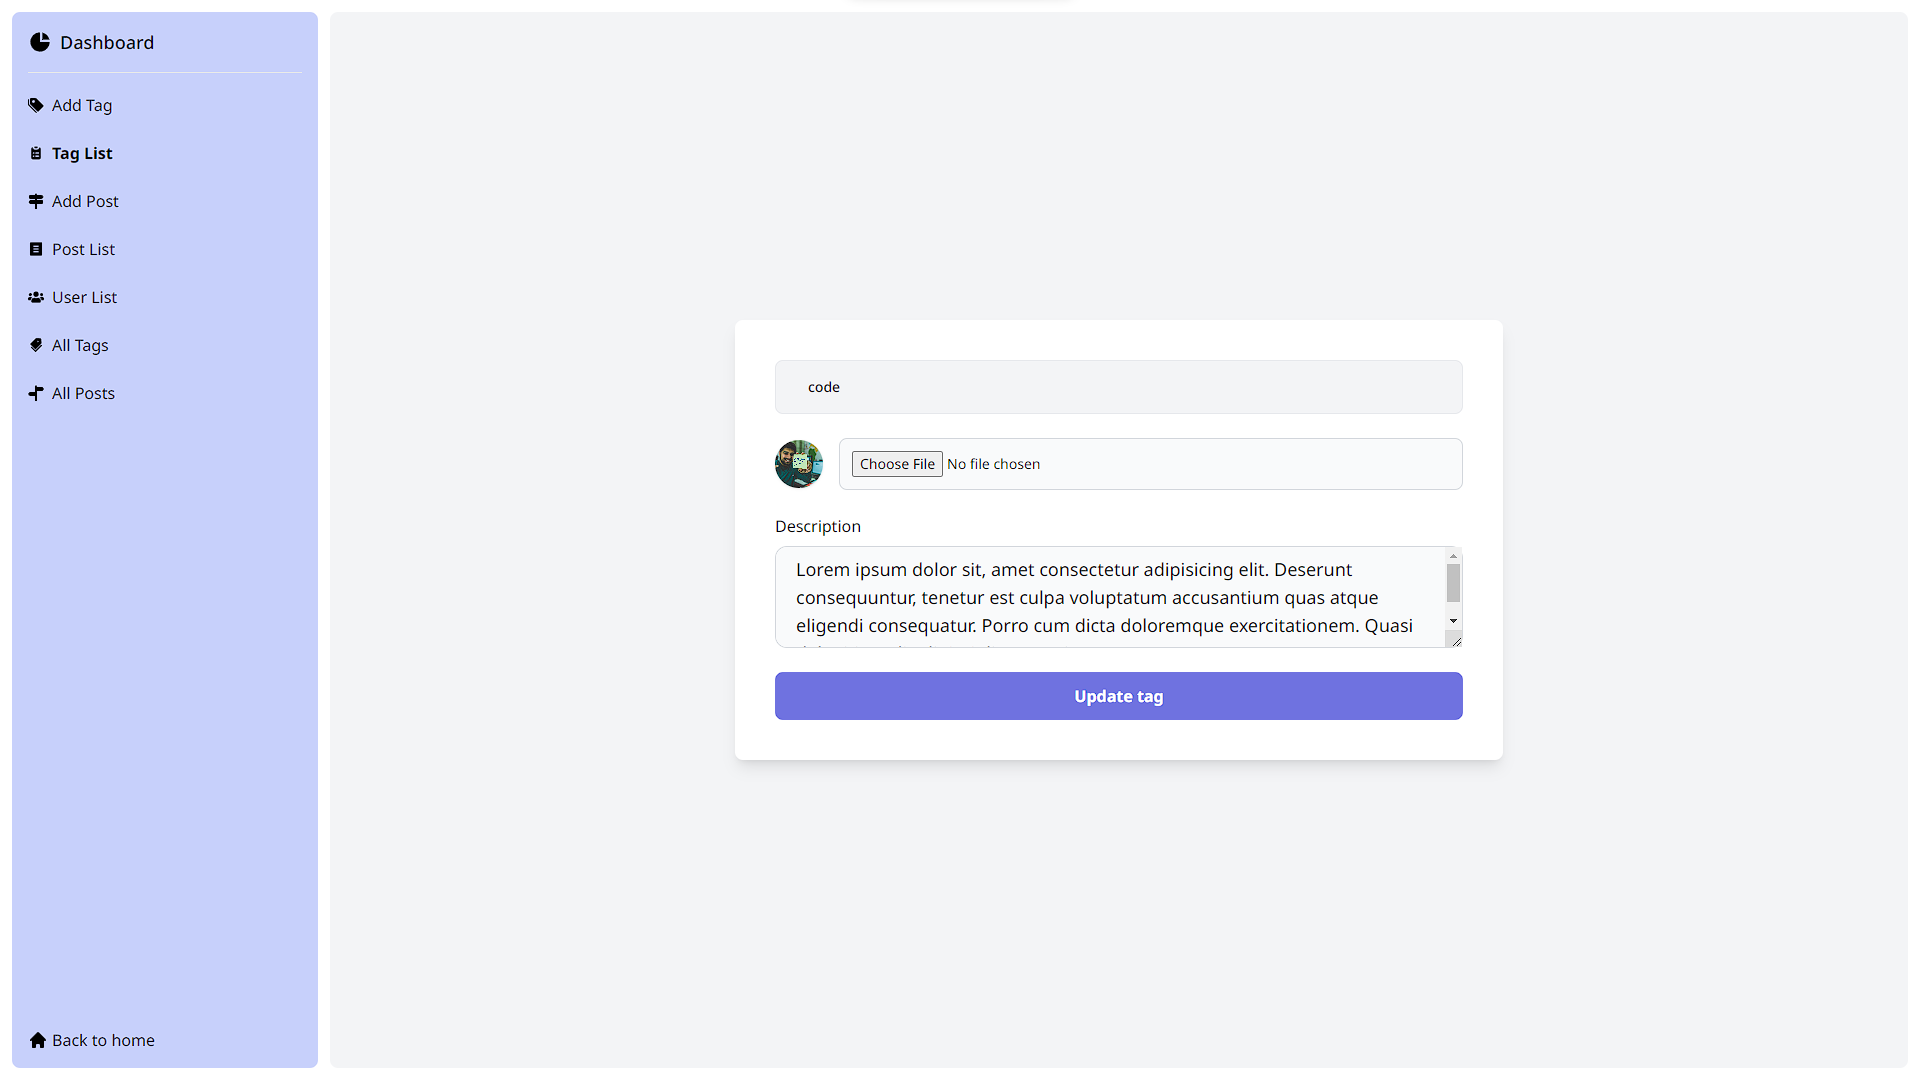 Dashboard
Add Tag
Tag List
Add Post
Post List
User List
All Tags
All Posts
Back to home
code
Choose File No file chosen
Description
Lorem ipsum dolor sit, amet consectetur adipisicing elit. Deserunt
consequuntur, tenetur est culpa voluptatum accusantium quas atque
eligendi consequatur. Porro cum dicta doloremque exercitationem. Quasi
Update tag